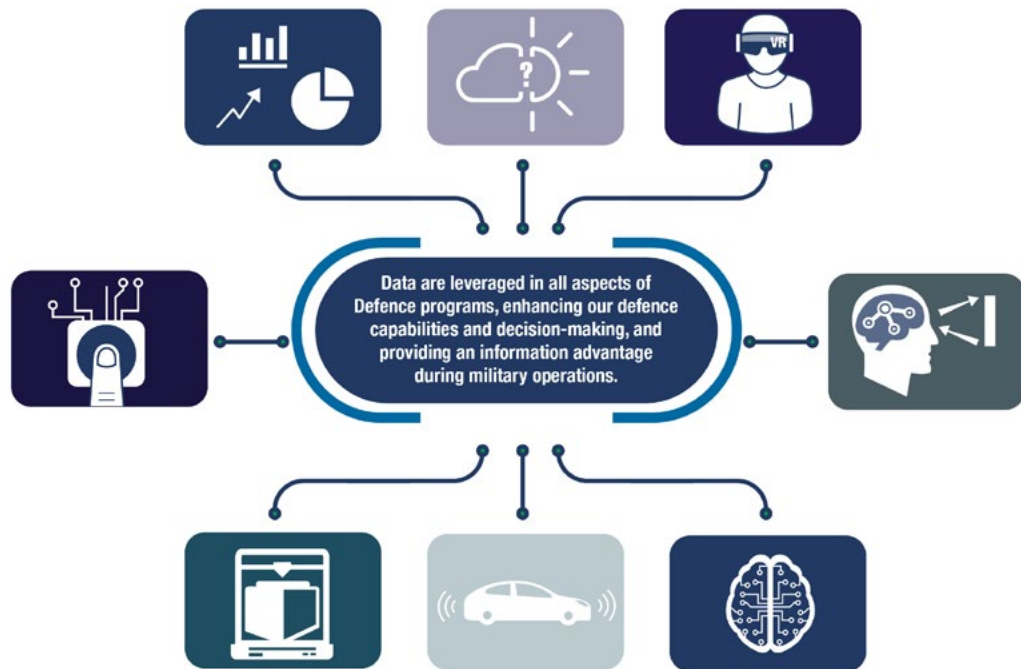 ?
VR
Data are leveraged in all aspects of
Defence programs, enhancing our defence
capabilities and decision-making, and
providing an information advantage
during military operations.